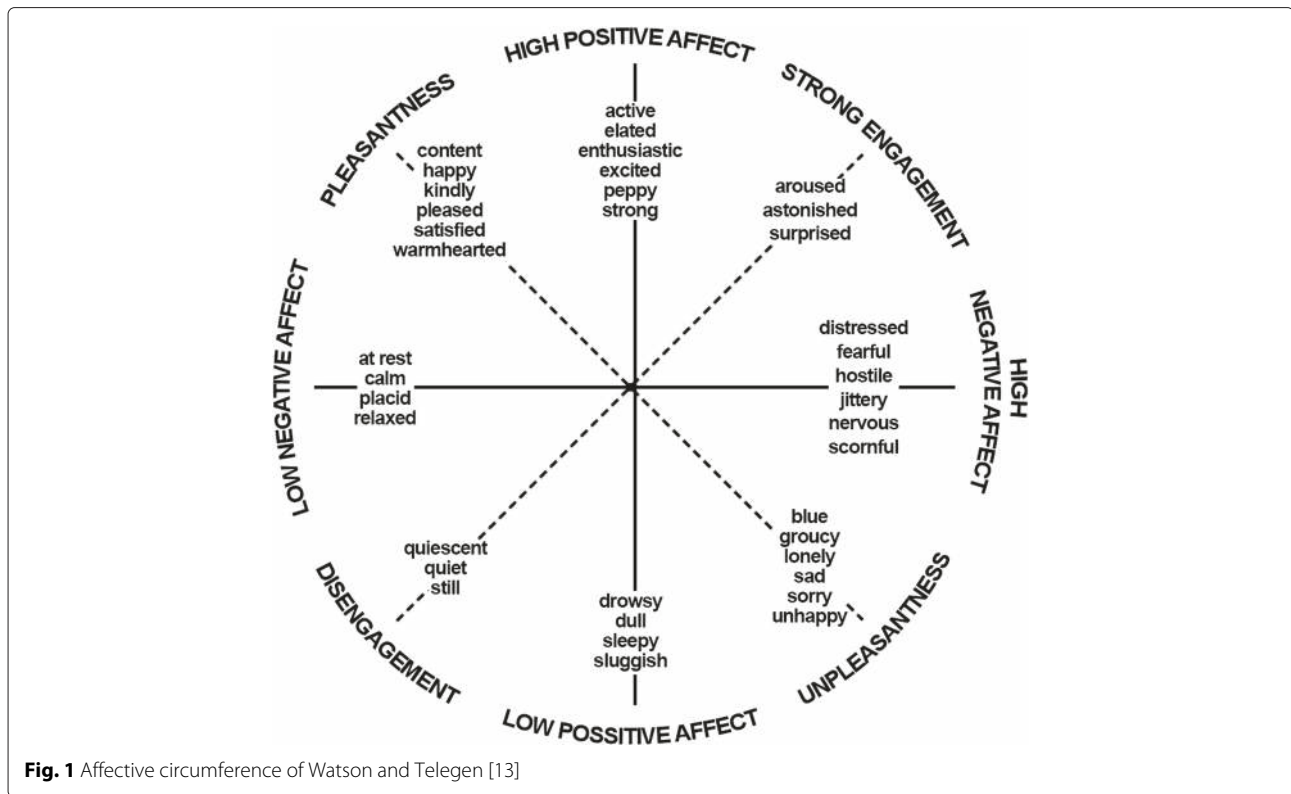 HIGH POSITIVE AFFECT
STRONG ENGAGEMENT
PLEASANTNESS
active
elated
enthusiastic
excited
peppy
strong
content
happy
kindly
pleased
satisfied
warmhearted
aroused
astonished
surprised
LOW NEGATIVE AFFECT
at rest
calm
placid
relaxed
distressed
fearful
hostile
jittery
nervous
scornful
HIGH
NEGATIVE AFFECT
quiescent
quiet
still
DISENGAGEMENT
drowsy
dull
sleepy
sluggish
blue
groucy
lonely
sad
sorry
unhappy
UNPLEASANTNESS
LOW POSSITIVE AFFECT
Fig. 1 Affective circumference of Watson and Telegen [13]